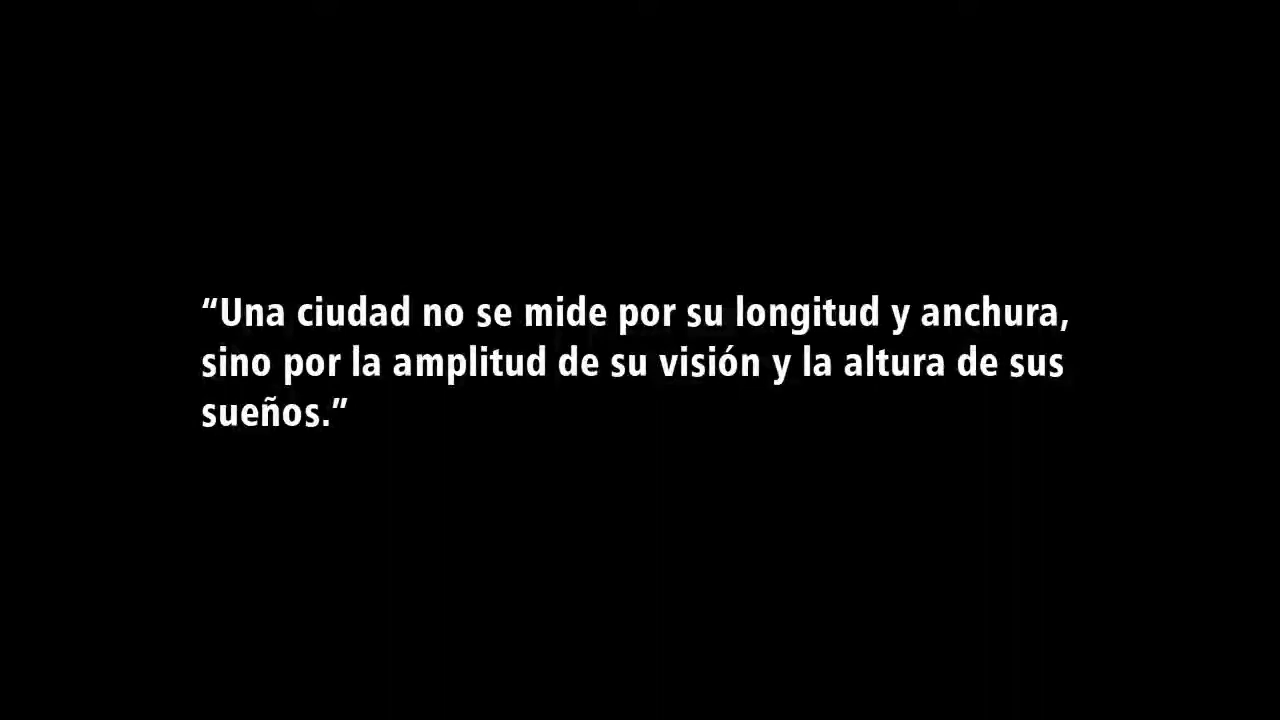 “Una ciudad no se mide por su longitud y anchura,
sino por la amplitud de su visión y la altura de sus
sueños.”